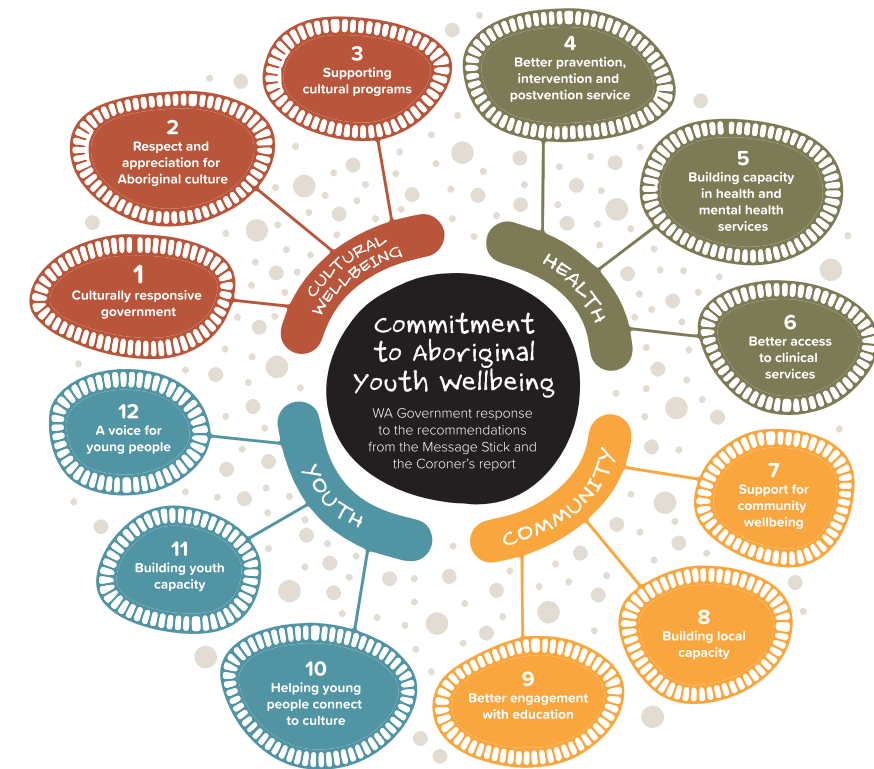 Commitment
to Aboriginal
Youth Wellbeing
WA Government response
to the recommendations
from the Message Stick and
the Coroner's report
CULTURAL
WELLBEING
1
Culturally responsive
government
2
Respect and
appreciation for
Aboriginal culture
3
Supporting
cultural programs
HEALTH
4
Better pravention,
intervention and
postvention service
5
Building capacity
in health and
mental health
services
6
Better access
to clinical
services
COMMUNITY
7
Support for
community
wellbeing
8
Building local
capacity
9
Better engagement
with education
YOUTH
10
Helping young
people connect
to culture
11
Building youth
capacity
12
A voice for
young people